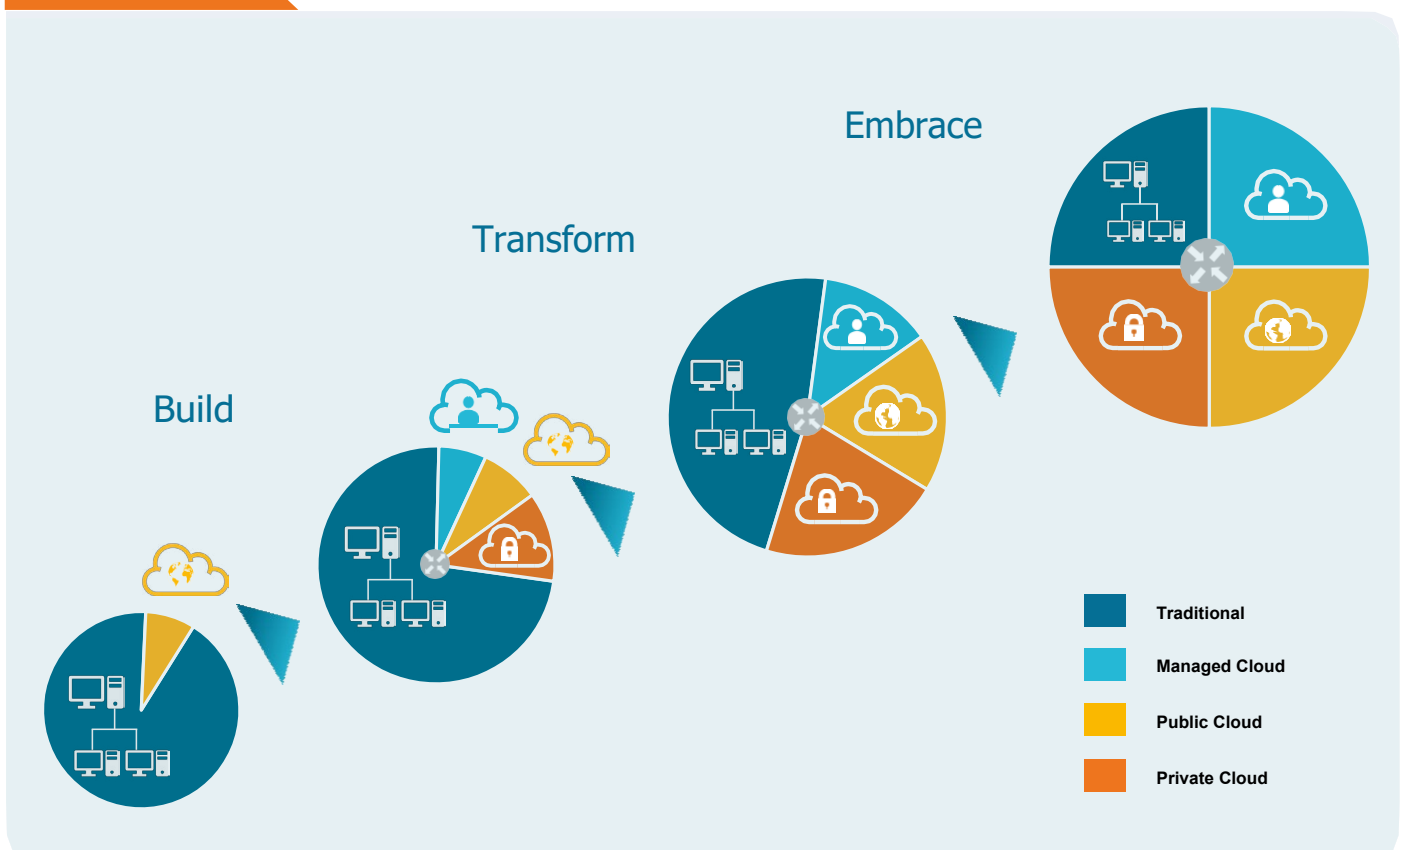 Embrace
Transform
Build
Traditional
Managed Cloud
Public Cloud
Private Cloud